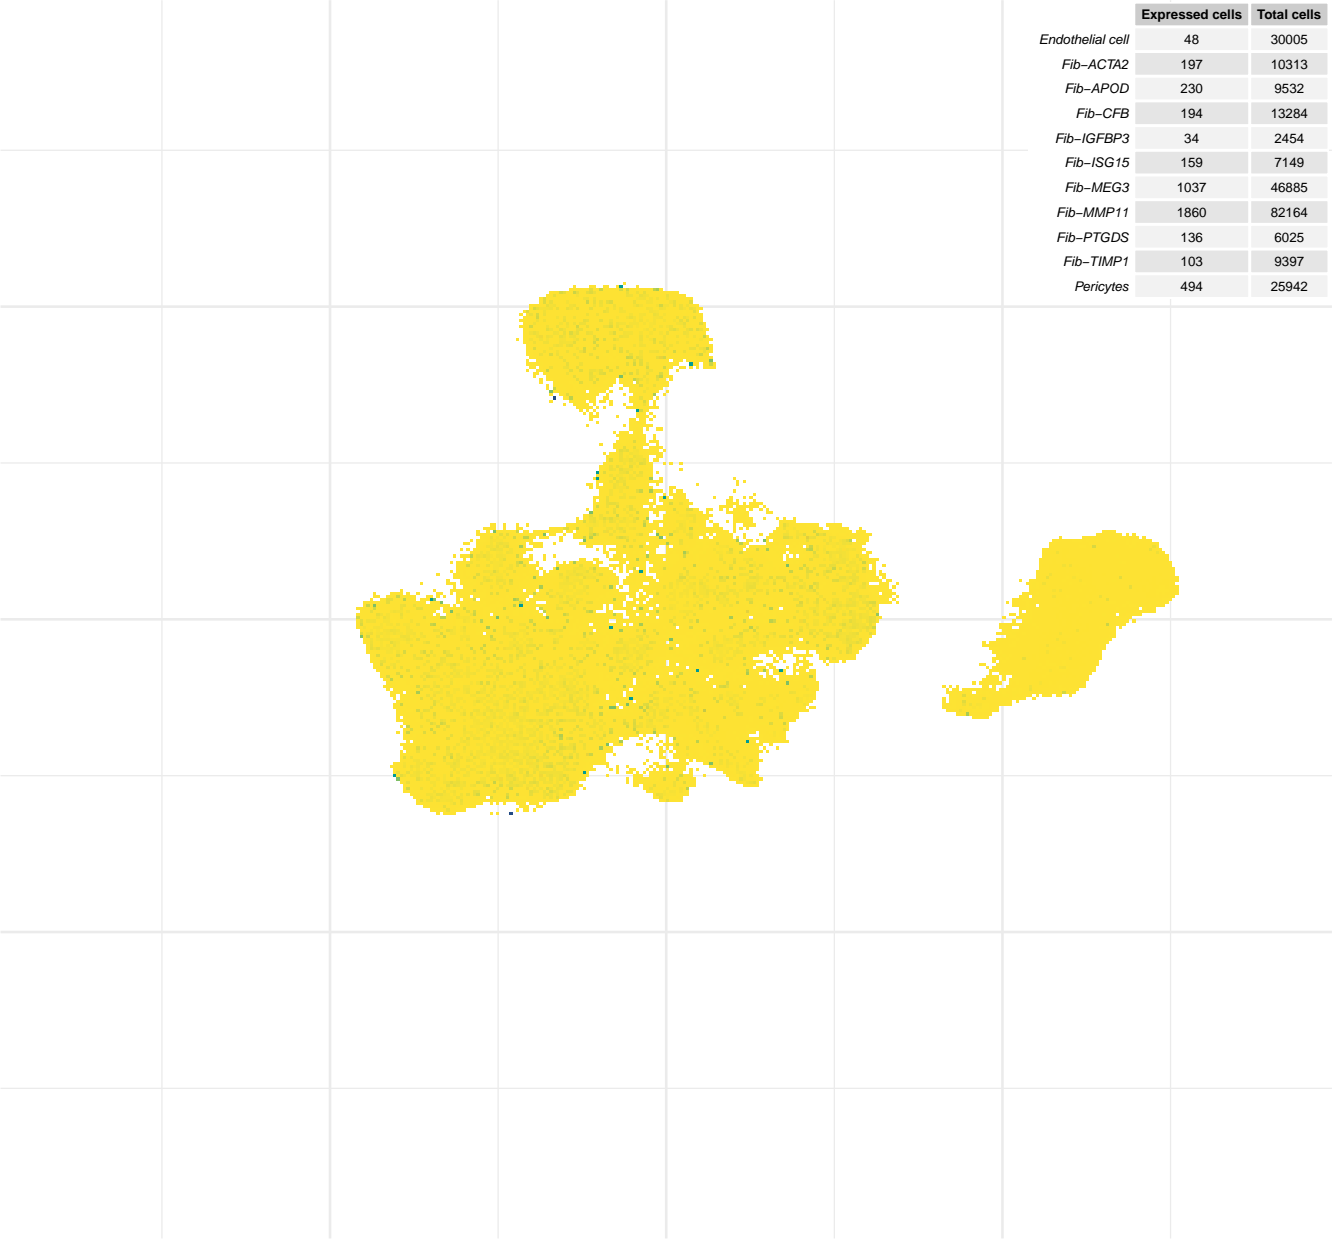 Expressed cells Total cells
Endothelial cell 48 30005
Fib−ACTA2 197 10313
Fib−APOD 230 9532
Fib−CFB 194 13284
Fib−IGFBP3 34 2454
Fib−ISG15 159 7149
Fib−MEG3 1037 46885
Fib−MMP11 1860 82164
Fib−PTGDS 136 6025
Fib−TIMP1 103 9397
Pericytes 494 25942